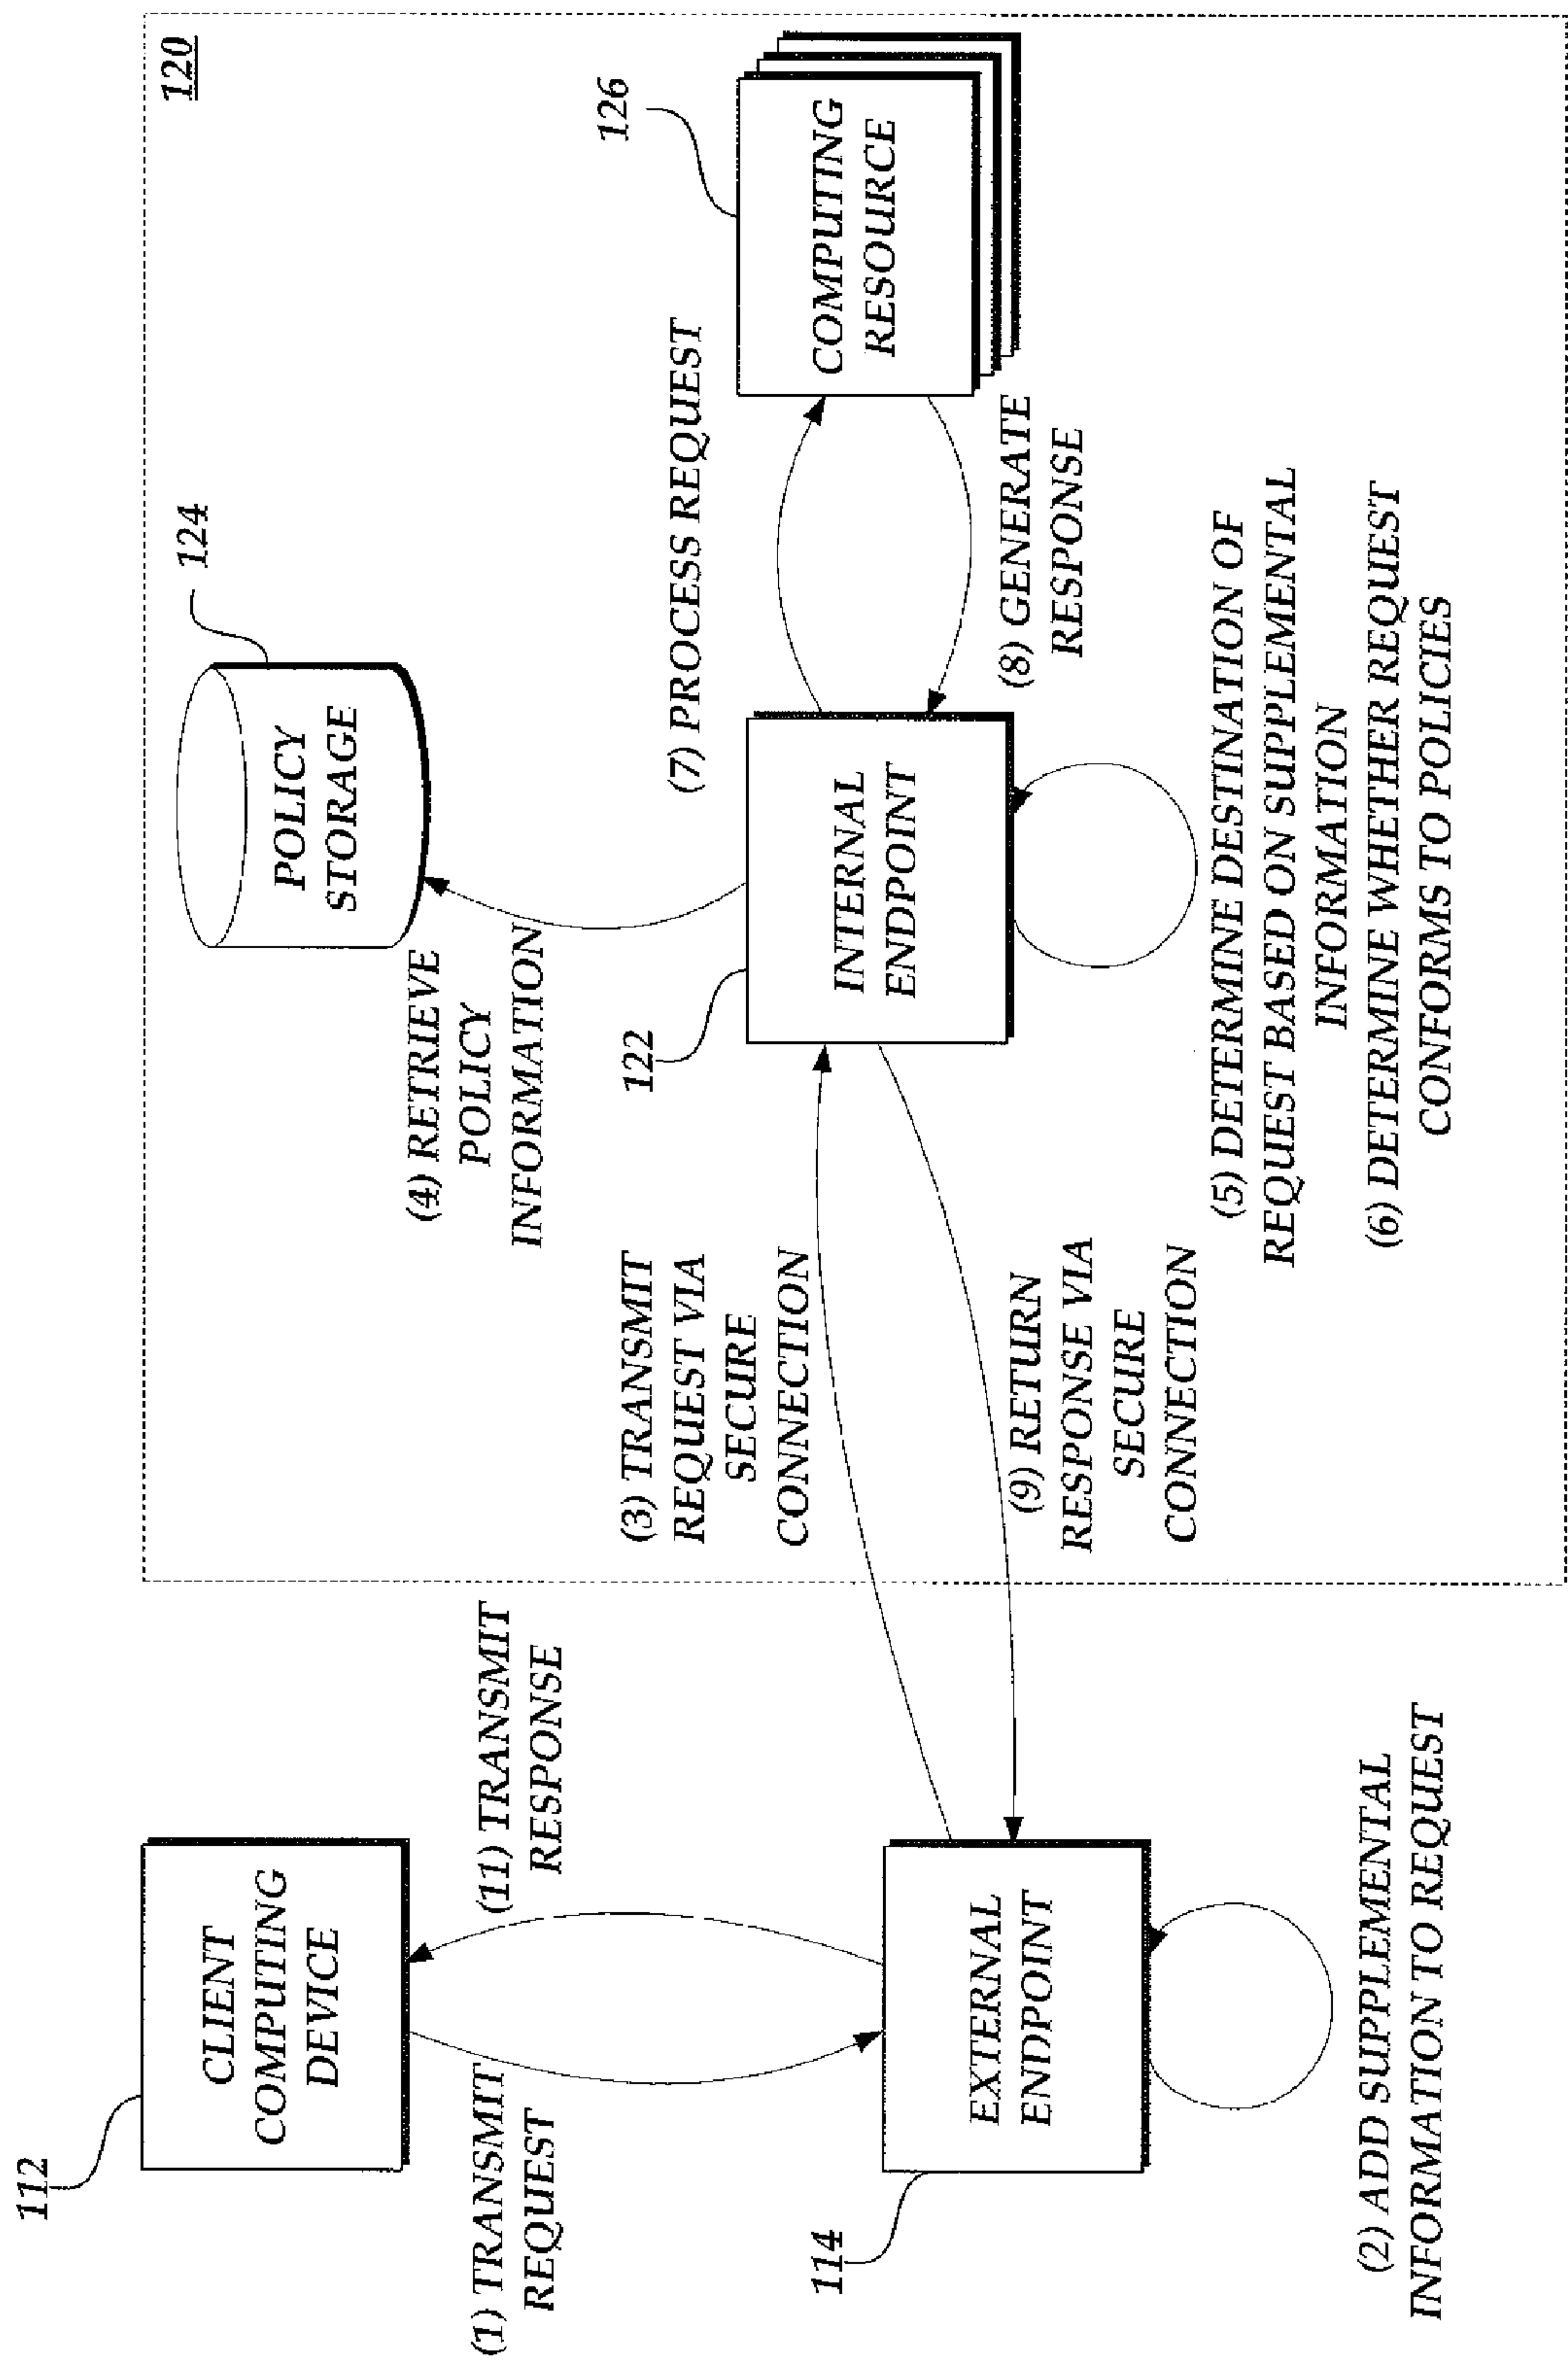 112
CLIENT
COMPUTING
DEVICE
(1) TRANSMIT
REQUEST
(11) TRANSMIT
RESPONSE
114
EXTERNAL
ENDPOINT
(2) ADD SUPPLEMENTAL
INFORMATION TO REQUEST
120
(3) TRANSMIT
REQUEST VIA
SECURE
CONNECTION
(9) RETURN
RESPONSE VIA
SECURE
CONNECTION
(4) RETRIEVE
POLICY
INFORMATION
POLICY
STORAGE
124
122
INTERNAL
ENDPOINT
(5) DETERMINE DESTINATION OF
REQUEST BASED ON SUPPLEMENTAL
INFORMATION
(6) DETERMINE WHETHER REQUEST
CONFORMS TO POLICIES
(7) PROCESS REQUEST
(8) GENERATE
RESPONSE
126
COMPUTING
RESOURCE